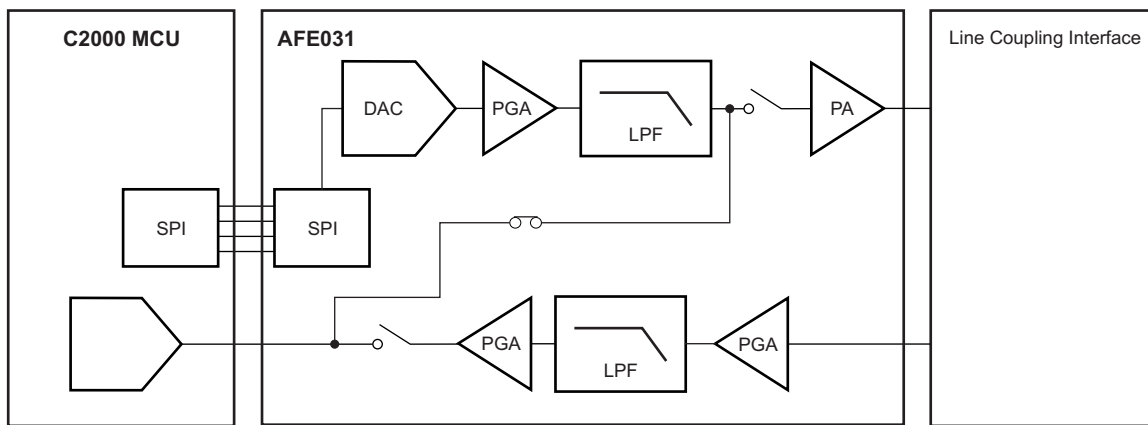 C2000 MCU
AFE031
Line Coupling Interface
DAC
PGA
LPF
PA
SPI
SPI
PGA
LPF
PGA